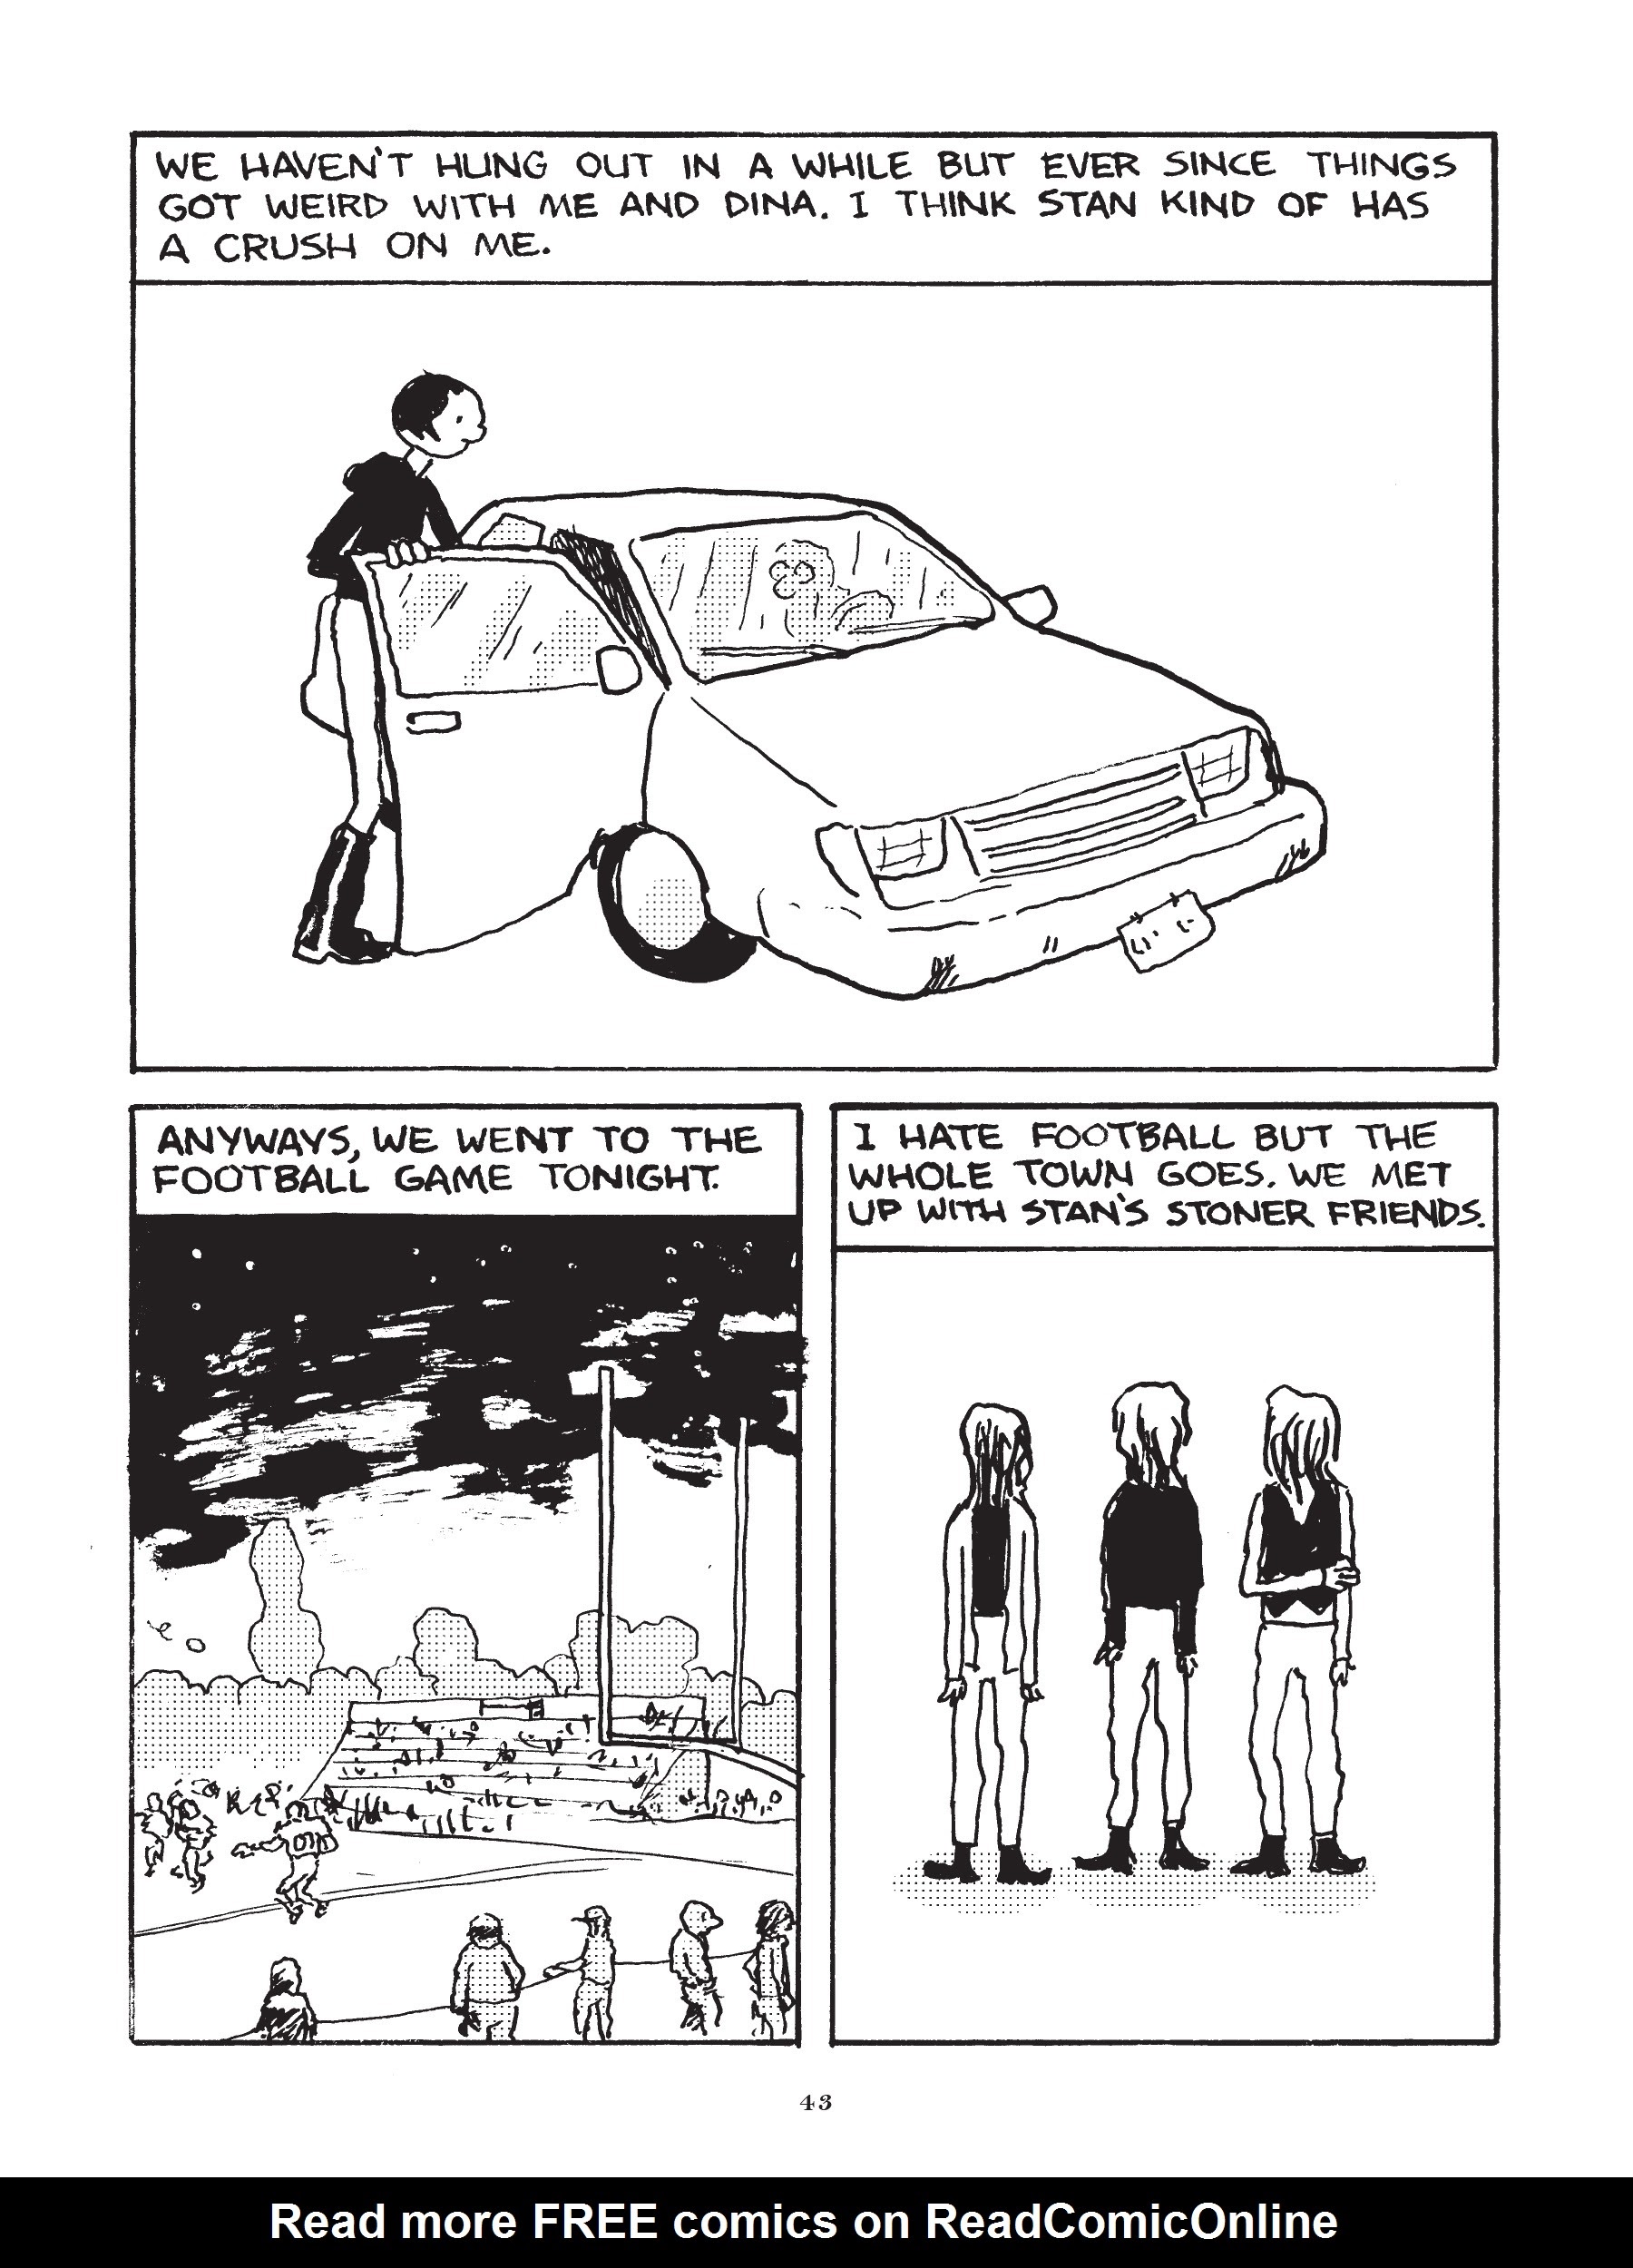 WE HAVEN'T HUNG OUT IN A WHILE BUT EVER SINCE THINGS
GOT WEIRD WITH ME AND DINA. I THINK STAN KIND OF HAS
A CRUSH ON ME.
ANYWAYS, WE WENT TO THE
FOOTBALL GAME TONIGHT.
I HATE FOOTBALL BUT THE
WHOLE TOWN GOES. WE MET
UP WITH STAN'S STONER FRIENDS.
43
Read more FREE comics on ReadComicOnline